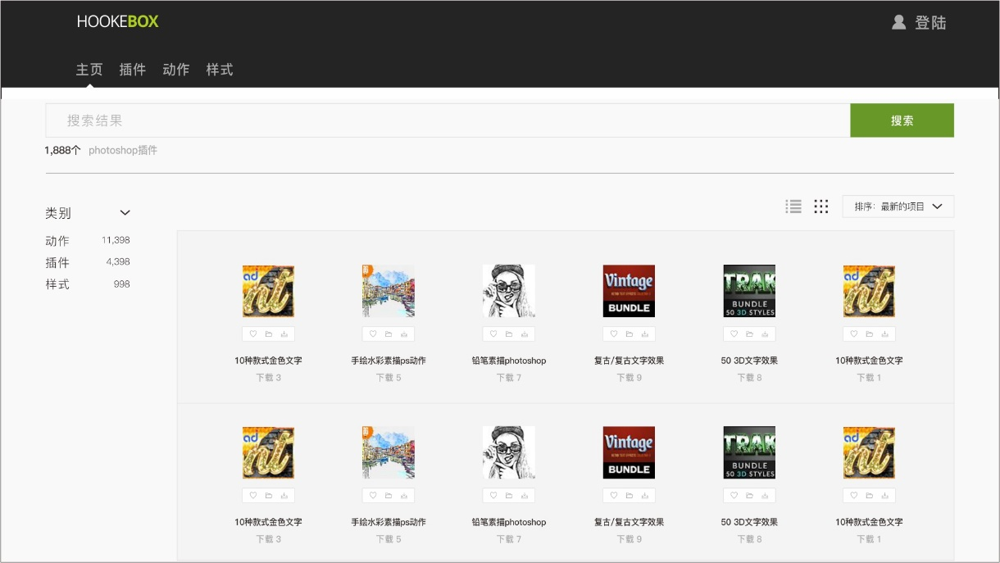 HOOKEBOX
登陆
主页 插件 动作 样式
搜索结果
搜索
1,888个 photoshop插件
类别
排序: 最新的项目
动作 11,398
插件 4,398
样式 998
ad
nt
Vintage
BUNDLE
TRAK
BUNDLE
50 3D STYLES
ad
nt
10种款式金色文字 手绘水彩素描ps动作 铅笔素描photoshop 复古/复古文字效果 50 3D文字效果 10种款式金色文字
下载 3 下载 5 下载 7 下载 9 下载 8 下载 1
ad
nt
Vintage
BUNDLE
TRAK
BUNDLE
50 3D STYLES
ad
nt
10种款式金色文字 手绘水彩素描ps动作 铅笔素描photoshop 复古/复古文字效果 50 3D文字效果 10种款式金色文字
下载 3 下载 5 下载 7 下载 9 下载 8 下载 1